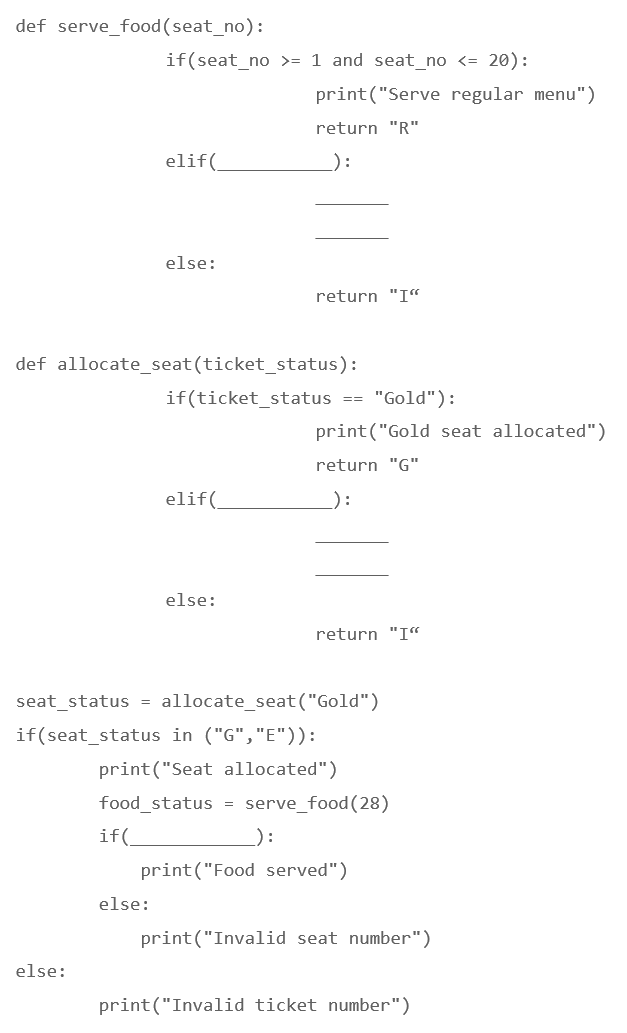 def serve_food(seat_no):
if(seat_no >= 1 and seat_no <= 20):
print("Serve regular menu")
return "R"
elif(___________):
_______
_______
else:
return "I“
def allocate_seat(ticket_status):
if(ticket_status == "Gold"):
print("Gold seat allocated")
return "G"
elif(___________):
_______
_______
else:
return "I“
seat_status = allocate_seat("Gold")
if(seat_status in ("G","E")):
print("Seat allocated")
food_status = serve_food(28)
if(____________):
print("Food served")
else:
print("Invalid seat number")
else:
print("Invalid ticket number")